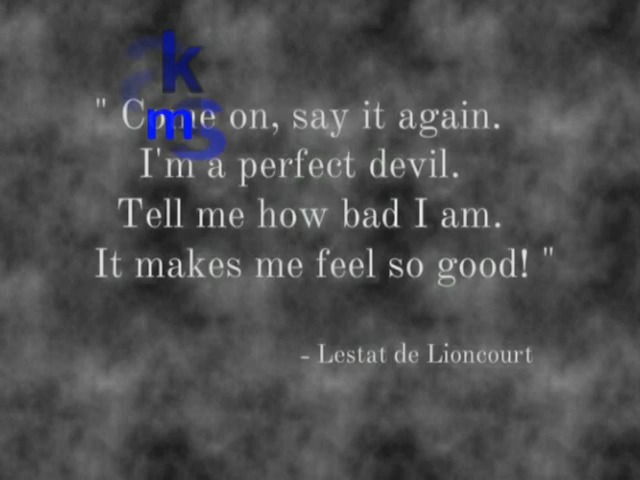 k
m s
" Come on, say it again.
I'm a perfect devil.
Tell me how bad I am.
It makes me feel so good! "
- Lestat de Lioncourt